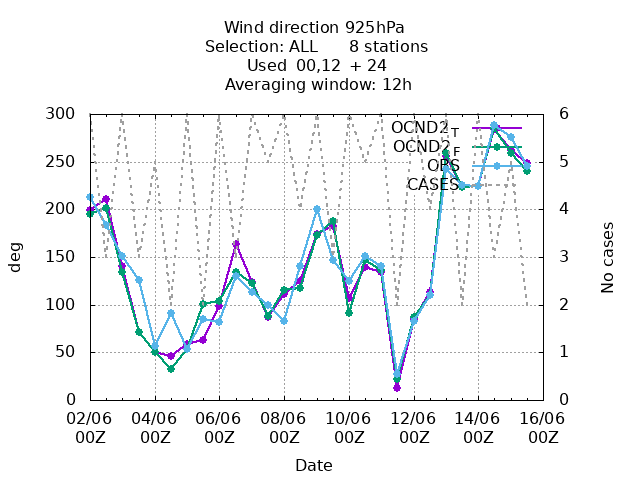 Wind direction 925hPa
Selection: ALL 8 stations
Used 00,12 + 24
Averaging window: 12h
300 6
OCND2T
OCND2F
250 5
OBS
CASES
200 4
150 3
100 2
50 1
0 0
deg
No cases
02/06 04/06 06/06 08/06 10/06 12/06 14/06 16/06
00Z 00Z 00Z 00Z 00Z 00Z 00Z 00Z
Date